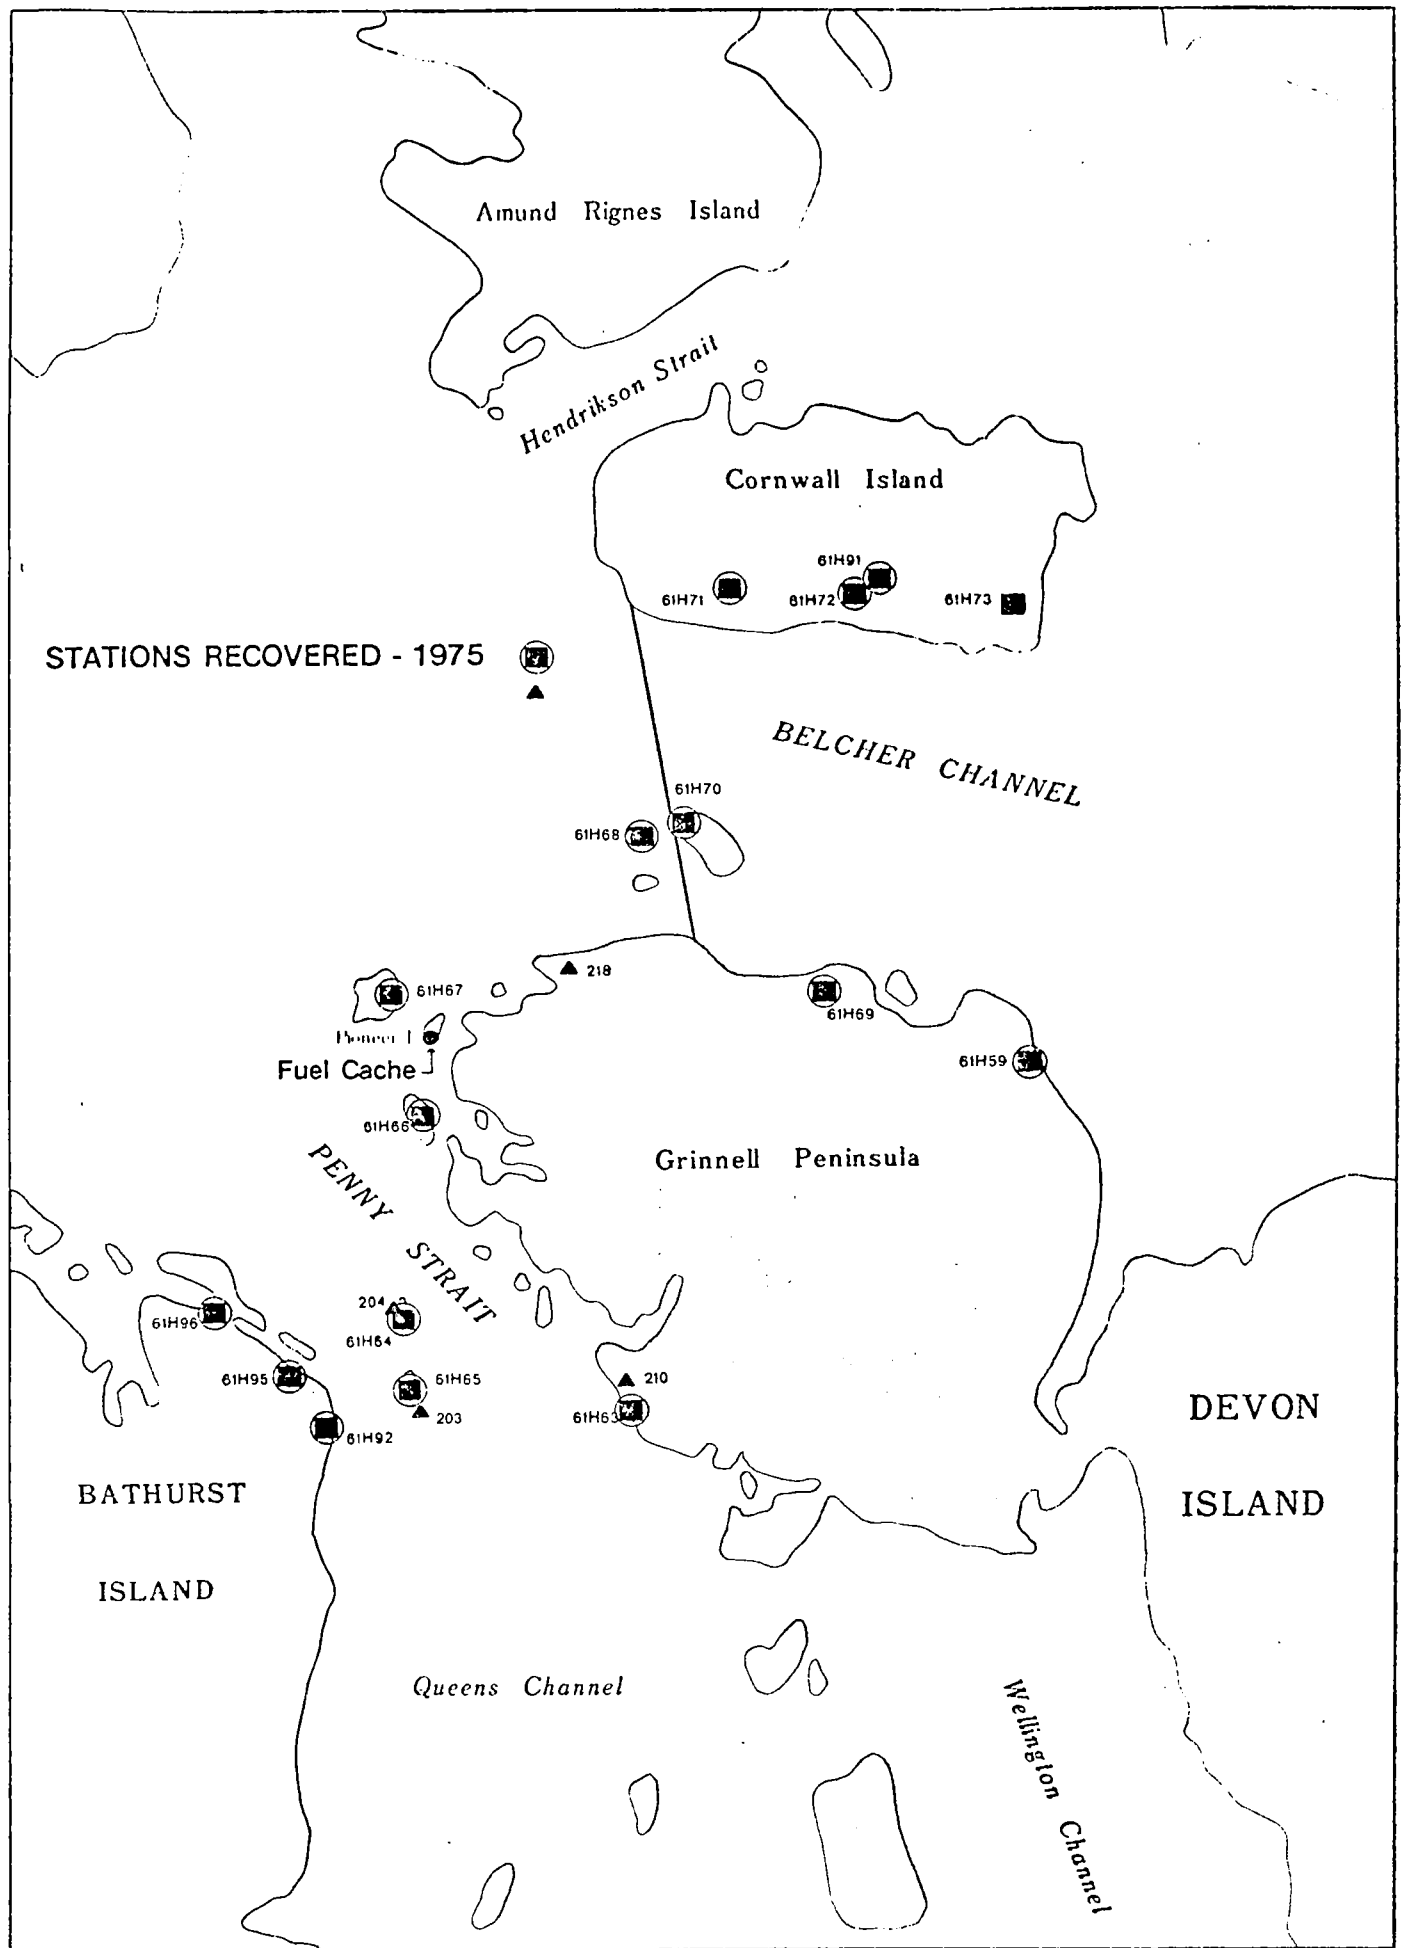 Amund Rignes Island
Hendrikson Strait
Cornwall Island
61H91
61H71
61H72
61H73
STATIONS RECOVERED - 1975
BELCHER CHANNEL
61H70
61H68
218
61H67
61H69
Pioneer I
Fuel Cache
61H59
61H66
PENNY STRAIT
Grinnell Peninsula
204
61H96
61H64
61H95
61H65
210
203
61H63
61H92
DEVON
ISLAND
BATHURST
ISLAND
Queens Channel
Wellington Channel